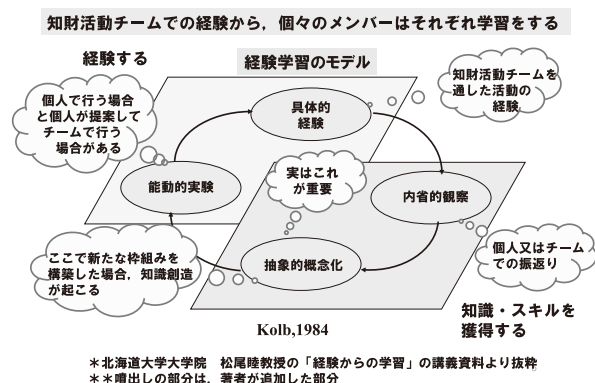 知財活動チームでの経験から，個々のメンバーはそれぞれ学習をする
経験する
経験学習のモデル
知財活動チームを
通した活動の
経験
個人で行う場合
と個人が提案して
チームで行う
場合がある
具体的
経験
実はこれ
が重要
能動的実験
内省的観察
ここで新たな枠組みを
構築した場合，知識創造
が起こる
抽象的概念化
個人又はチーム
での振返り
Kolb,1984
知識・スキルを
獲得する
＊北海道大学大学院　松尾睦教授の「経験からの学習」の講義資料より抜粋
＊＊噴出しの部分は，著者が追加した部分